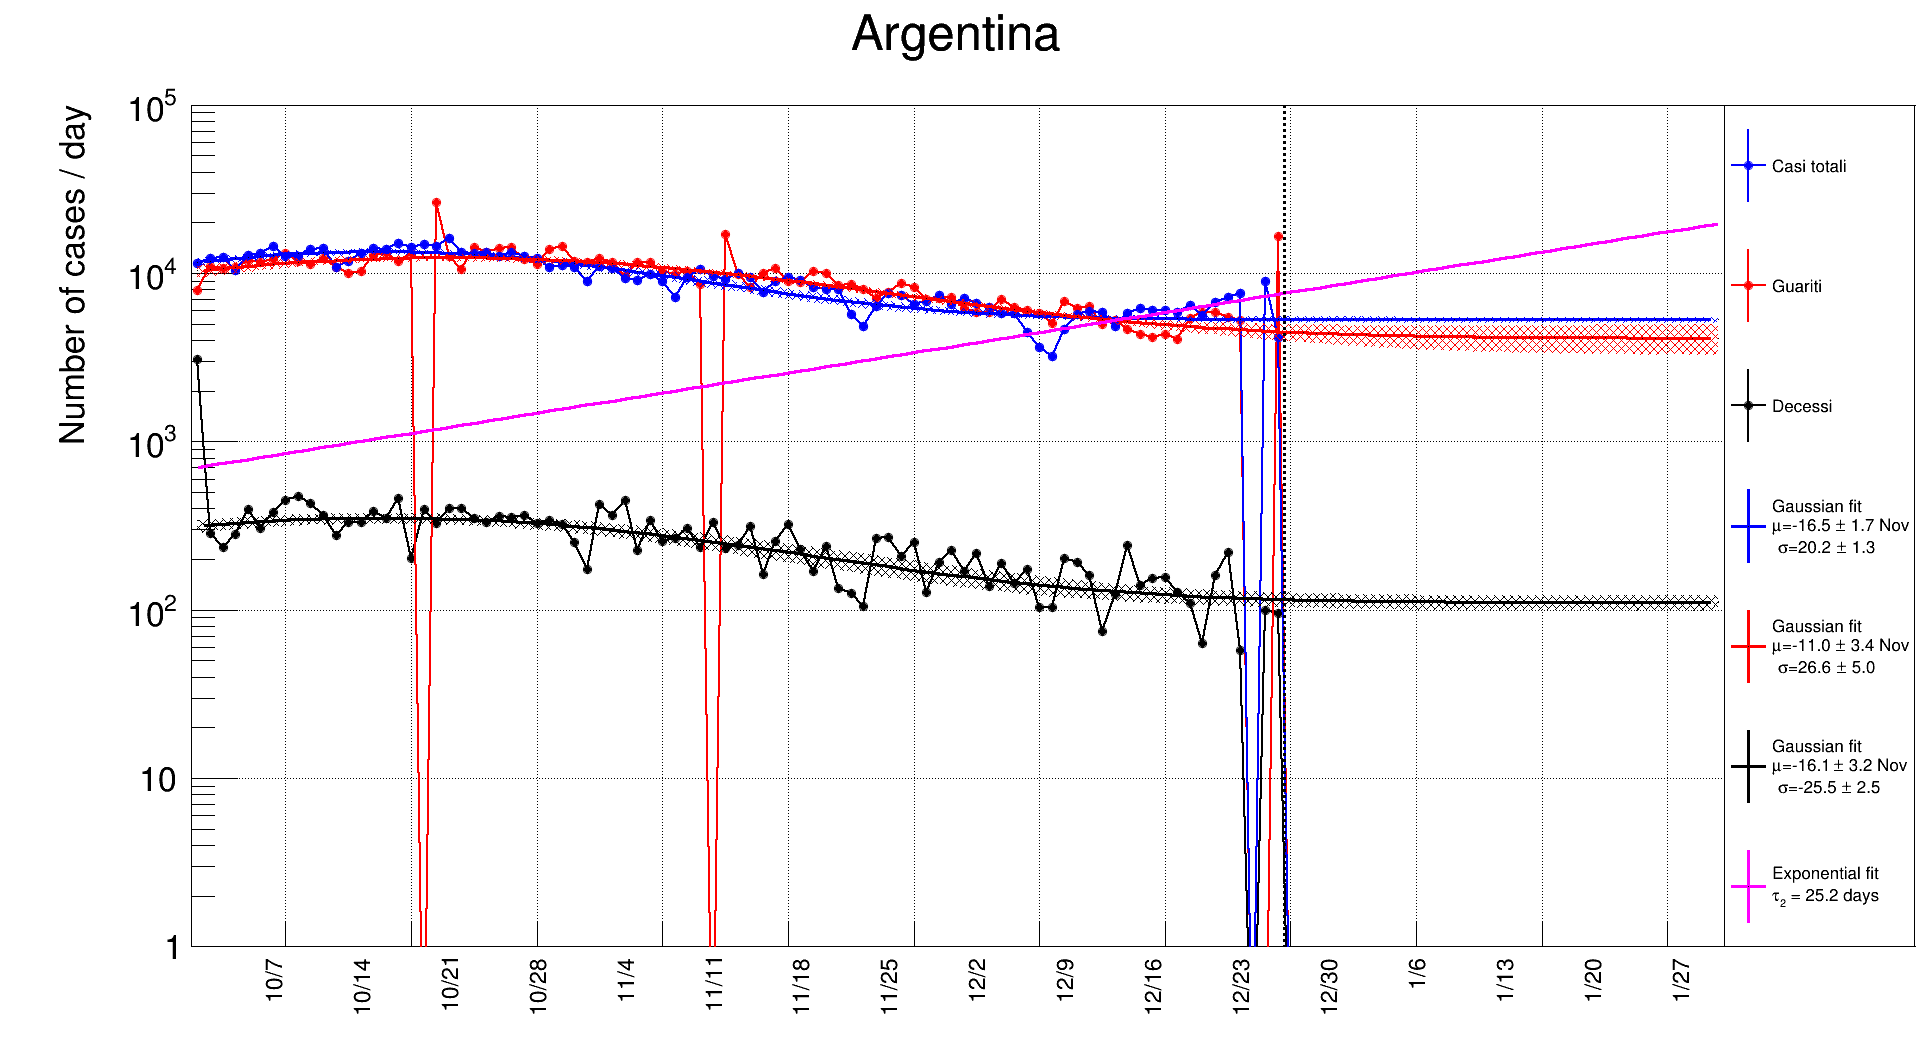 Argentina
Number of cases / day
10^5
10^4
10^3
10^2
10
1
10/7
10/14
10/21
10/28
11/4
11/11
11/18
11/25
12/2
12/9
12/16
12/23
12/30
1/6
1/13
1/20
1/27
Casi totali
Guariti
Decessi
Gaussian fit
μ=-16.5 ± 1.7 Nov
σ=20.2 ± 1.3
Gaussian fit
μ=-11.0 ± 3.4 Nov
σ=26.6 ± 5.0
Gaussian fit
μ=-16.1 ± 3.2 Nov
σ=-25.5 ± 2.5
Exponential fit
τ₂ = 25.2 days